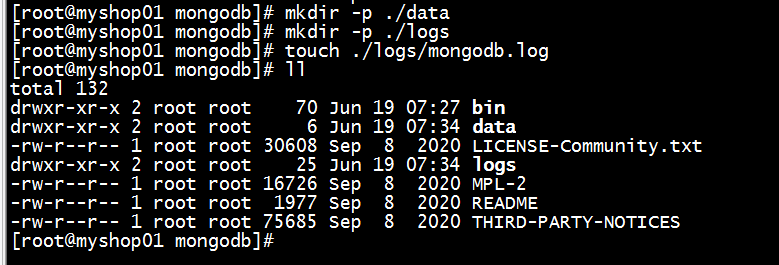 [root@myshop01 mongodb]# mkdir -p ./data
[root@myshop01 mongodb]# mkdir -p ./logs
[root@myshop01 mongodb]# touch ./logs/mongodb.log
[root@myshop01 mongodb]# ll
total 132
drwxr-xr-x 2 root root    70 Jun 19 07:27 bin
drwxr-xr-x 2 root root     6 Jun 19 07:34 data
-rw-r--r-- 1 root root 30608 Sep  8  2020 LICENSE-Community.txt
drwxr-xr-x 2 root root    25 Jun 19 07:34 logs
-rw-r--r-- 1 root root 16726 Sep  8  2020 MPL-2
-rw-r--r-- 1 root root  1977 Sep  8  2020 README
-rw-r--r-- 1 root root 75685 Sep  8  2020 THIRD-PARTY-NOTICES
[root@myshop01 mongodb]#